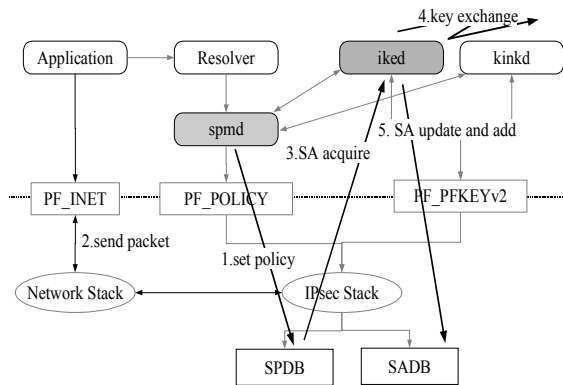 4.key exchange
Application
Resolver
iked
kinkd
spmd
3.SA acquire
5. SA update and add
PF_INET
PF_POLICY
PF_PFKEYv2
2.send packet
1.set policy
Network Stack
IPsec Stack
SPDB
SADB